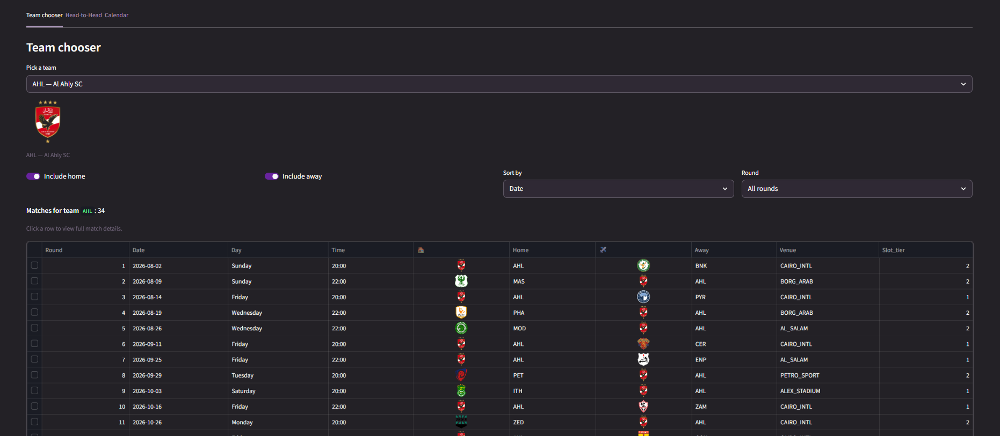 Team chooser Head-to-Head Calendar
Team chooser
Pick a team
AHL — Al Ahly SC
AHL — Al Ahly SC
Include home Include away Sort by Date Round All rounds
Matches for team AHL : 34
Click a row to view full match details.
Round Date Day Time Home Away Venue Slot_tier
1 2026-08-02 Sunday 20:00 AHL BNK CAIRO_INTL 2
2 2026-08-09 Sunday 22:00 MAS AHL BORG_ARAB 2
3 2026-08-14 Friday 20:00 AHL PYR CAIRO_INTL 1
4 2026-08-19 Wednesday 22:00 PHA AHL BORG_ARAB 2
5 2026-08-26 Wednesday 22:00 MOD AHL AL_SALAM 2
6 2026-09-11 Friday 20:00 AHL CER CAIRO_INTL 1
7 2026-09-25 Friday 22:00 AHL ENP AL_SALAM 1
8 2026-09-29 Tuesday 20:00 PET AHL PETRO_SPORT 2
9 2026-10-03 Saturday 20:00 ITH AHL ALEX_STADIUM 1
10 2026-10-16 Friday 22:00 AHL ZAM CAIRO_INTL 1
11 2026-10-26 Monday 20:00 ZED AHL CAIRO_INTL 2